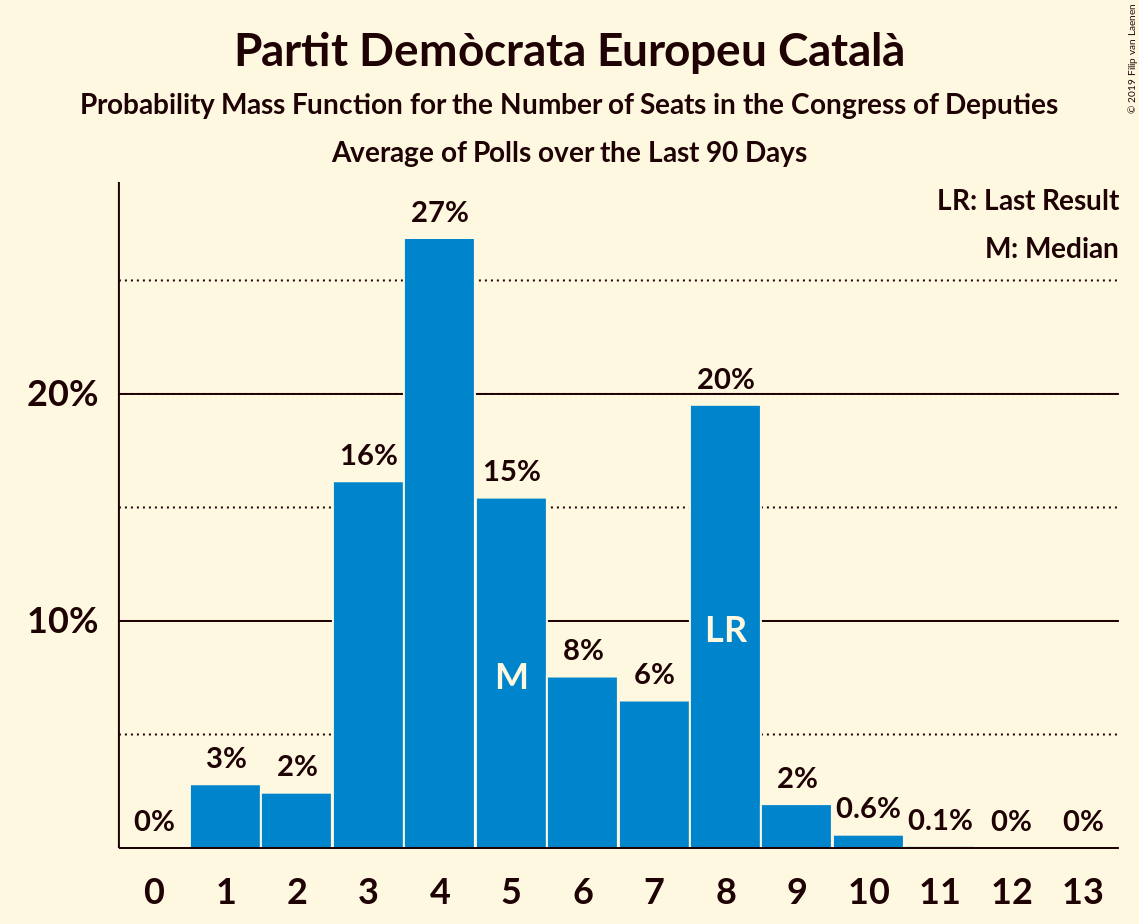 Partit Demòcrata Europeu Català
Probability Mass Function for the Number of Seats in the Congress of Deputies
Average of Polls over the Last 90 Days
© 2019 Filip van Laenen
LR: Last Result
M: Median
27%
20%
20%
16%
15%
10%
LR
8%
6%
M
3%
2%
2%
0%
0.6%
0.1%
0%
0%
0 1 2 3 4 5 6 7 8 9 10 11 12 13